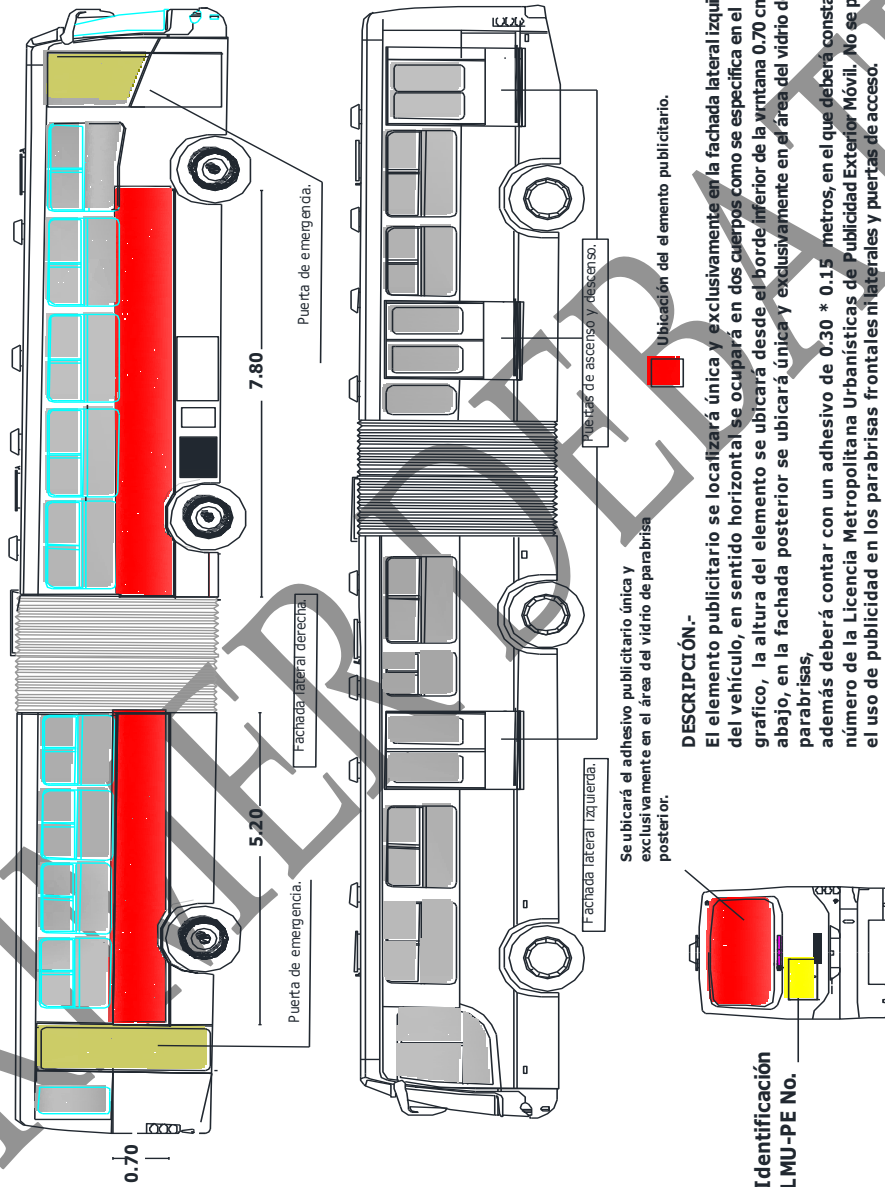 0.70
5.20
7.80
Puerta de emergencia.
Fachada lateral derecha.
Puerta de emergencia.
Fachada lateral izquierda.
Puertas de ascenso y descenso.
Se ubicará el adhesivo publicitario única y
exclusivamente en el área del vidrio de parabrisa
posterior.
Ubicación del elemento publicitario.
DESCRIPCIÓN.-
El elemento publicitario se localizará única y exclusivamente en la fachada lateral izqui
del vehículo, en sentido horizontal se ocupará en dos cuerpos como se especifica en el
grafico, la altura del elemento se ubicará desde el borde inferior de la vrntana 0.70 cm
abajo, en la fachada posterior se ubicará única y exclusivamente en el área del vidrio de
parabrisas,
además deberá contar con un adhesivo de 0.30 * 0.15 metros, en el que deberá consta
número de la Licencia Metropolitana Urbanísticas de Publicidad Exterior Móvil. No se p
el uso de publicidad en los parabrisas frontales ni laterales y puertas de acceso.
Identificación
LMU-PE No.
IMER DEBAT